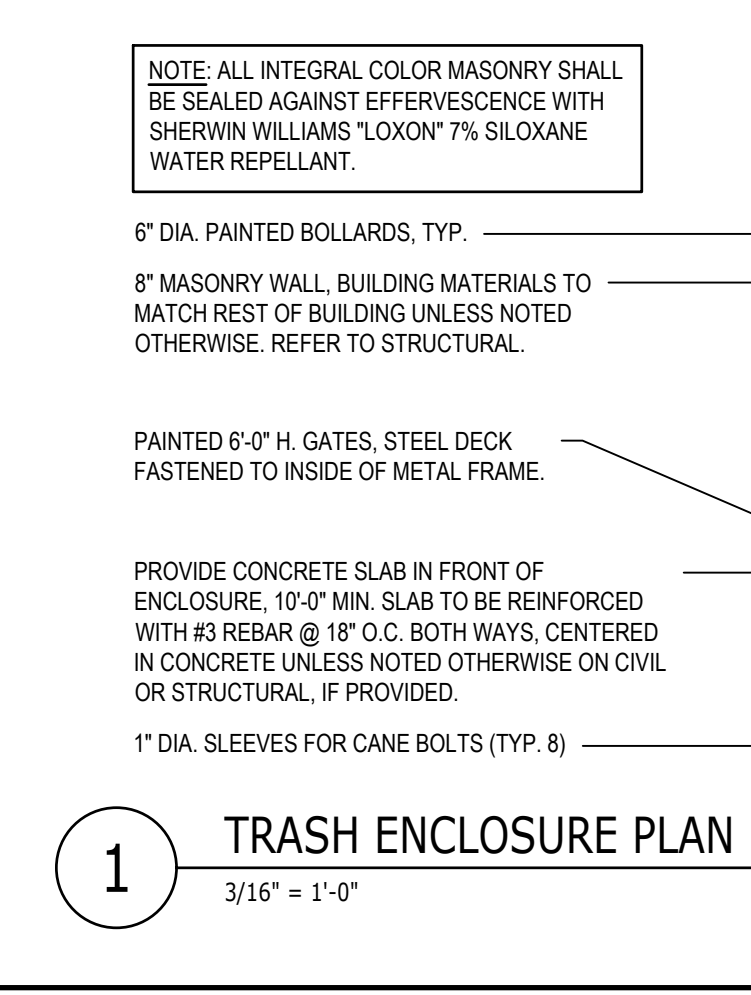 NOTE: ALL INTEGRAL COLOR MASONRY SHALL
BE SEALED AGAINST EFFERVESCENCE WITH
SHERWIN WILLIAMS "LOXON" 7% SILOXANE
WATER REPELLANT.
6" DIA. PAINTED BOLLARDS, TYP.
8" MASONRY WALL, BUILDING MATERIALS TO
MATCH REST OF BUILDING UNLESS NOTED
OTHERWISE. REFER TO STRUCTURAL.
PAINTED 6'-0" H. GATES, STEEL DECK
FASTENED TO INSIDE OF METAL FRAME.
PROVIDE CONCRETE SLAB IN FRONT OF
ENCLOSURE, 10'-0" MIN. SLAB TO BE REINFORCED
WITH #3 REBAR @ 18" O.C. BOTH WAYS, CENTERED
IN CONCRETE UNLESS NOTED OTHERWISE ON CIVIL
OR STRUCTURAL, IF PROVIDED.
1" DIA. SLEEVES FOR CANE BOLTS (TYP. 8)
1
TRASH ENCLOSURE PLAN
3/16" = 1'-0"